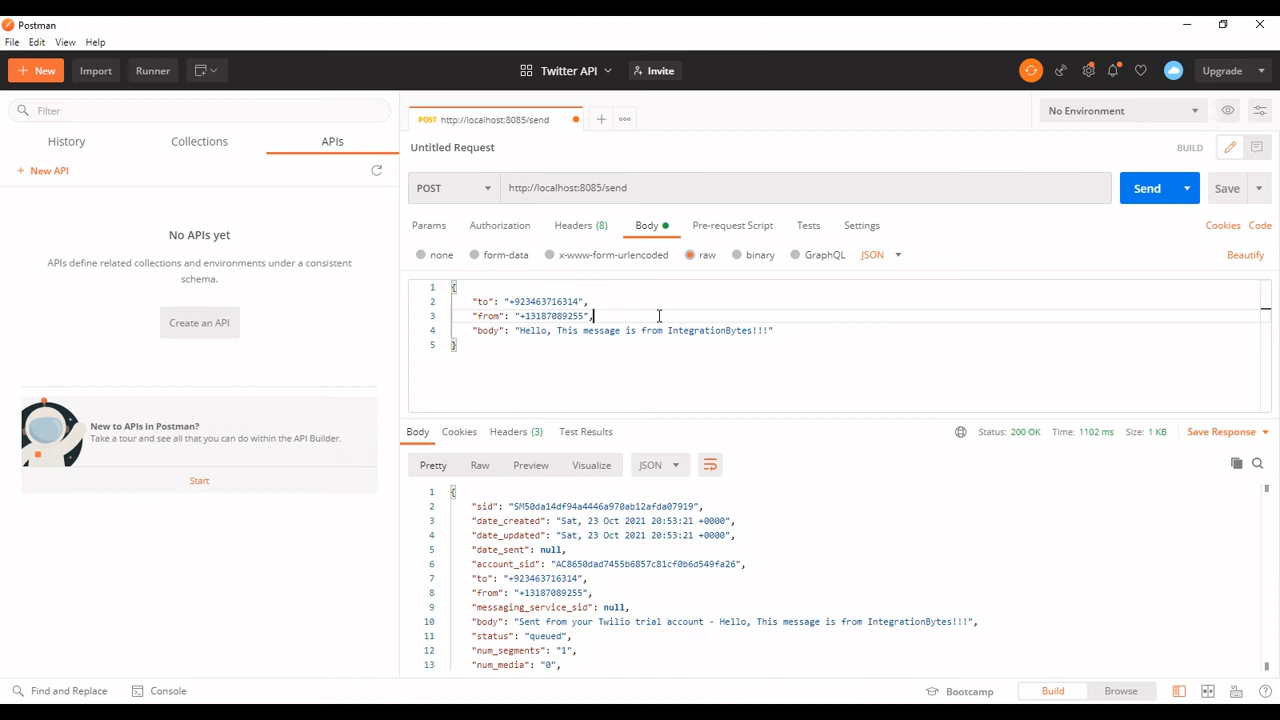 Postman
File Edit View Help
New Import Runner Twitter API Invite Upgrade
Filter
History Collections APIs
+ New API
No APIs yet
APIs define related collections and environments under a consistent
schema.
Create an API
New to APIs in Postman?
Take a tour and see all that you can do within the API Builder.
Start
POST http://localhost:8085/send
No Environment
Untitled Request
BUILD
POST http://localhost:8085/send Send Save
Params Authorization Headers (8) Body Pre-request Script Tests Settings Cookies Code
none form-data x-www-form-urlencoded raw binary GraphQL JSON Beautify
1 {
2 "to": "+923463716314",
3 "from": "+13187089255",
4 "body": "Hello, This message is from IntegrationBytes!!!"
5 }
Body Cookies Headers (3) Test Results Status: 200 OK Time: 1102 ms Size: 1 KB Save Response
Pretty Raw Preview Visualize JSON
1 {
2 "sid": "SM50da14df94a4446a970ab12afda07919",
3 "date_created": "Sat, 23 Oct 2021 20:53:21 +0000",
4 "date_updated": "Sat, 23 Oct 2021 20:53:21 +0000",
5 "date_sent": null,
6 "account_sid": "AC8650dad7455b6857c81cf0b6d549fa26",
7 "to": "+923463716314",
8 "from": "+13187089255",
9 "messaging_service_sid": null,
10 "body": "Sent from your Twilio trial account - Hello, This message is from IntegrationBytes!!!",
11 "status": "queued",
12 "num_segments": "1",
13 "num_media": "0",
Find and Replace Console Bootcamp Build Browse